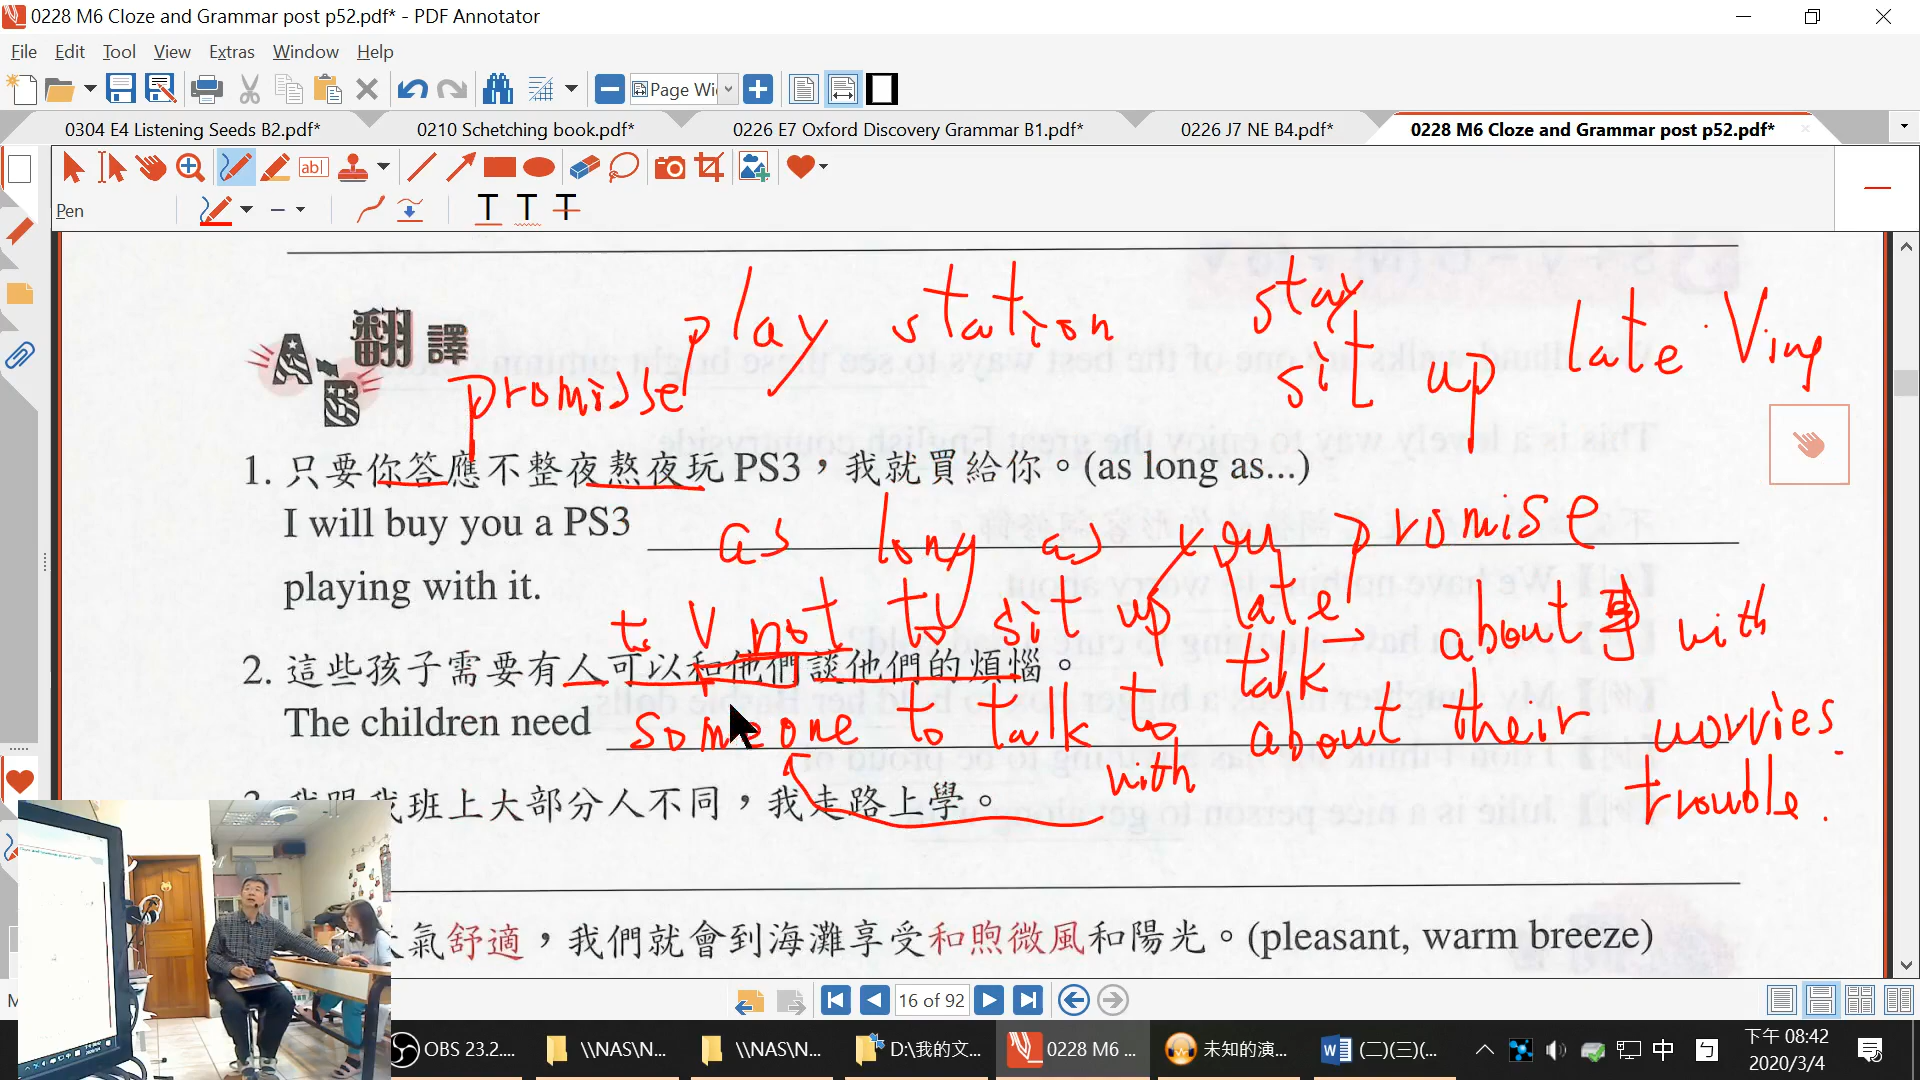 0228 M6 Cloze and Grammar post p52.pdf* - PDF Annotator
File Edit Tool View Extras Window Help
Page Wi
0304 E4 Listening Seeds B2.pdf* 0210 Schetching book.pdf* 0226 E7 Oxford Discovery Grammar B1.pdf* 0226 J7 NE B4.pdf* 0228 M6 Cloze and Grammar post p52.pdf*
Pen
play station stay
sit up late Ving
A B 翻譯
promisse
1. 只要你答應不整夜熬夜玩 PS3，我就買給你。(as long as...)
I will buy you a PS3 as long as you promise
playing with it.
to V not to sit up late about 事 with
talk
2. 這些孩子需要有人可以和他們談他們的煩惱。
talk
The children need someone to talk to about their worries.
with trouble.
我跟我班上大部分人不同，我走路上學。
天氣舒適，我們就會到海灘享受和煦微風和陽光。(pleasant, warm breeze)
16 of 92
OBS 23.2.... \\NAS\N... \\NAS\N... D:\我的文... 0228 M6 ... 未知的演... (二)(三)(... 中 ㄅ 下午 08:42
2020/3/4